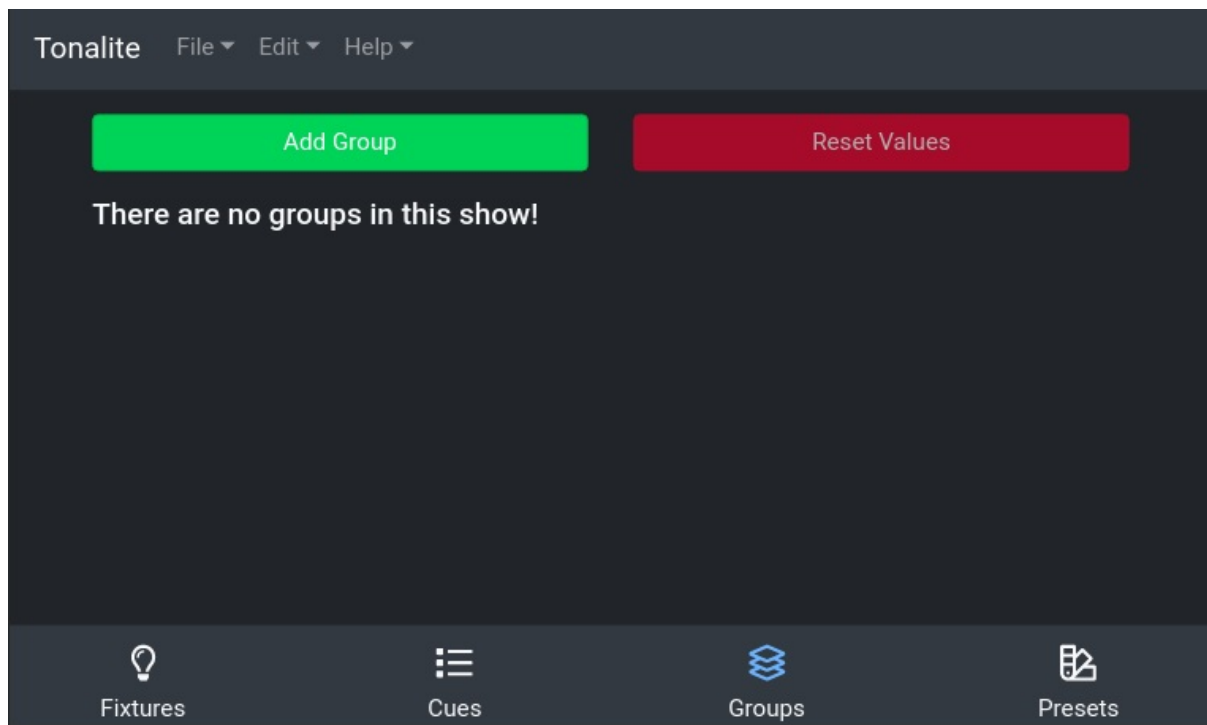 Tonalite File Edit Help
Add Group Reset Values
There are no groups in this show!
Fixtures Cues Groups Presets